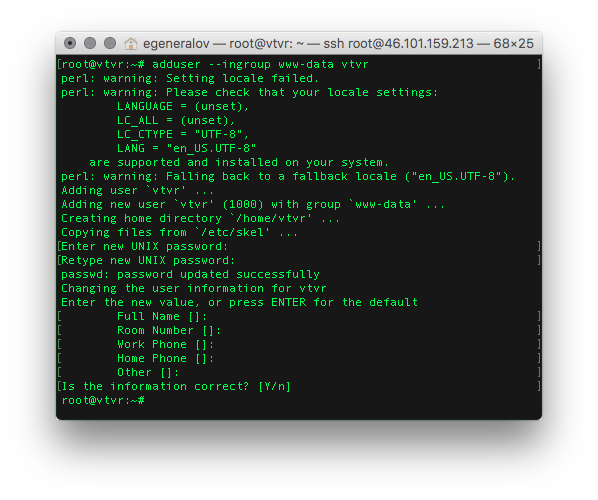 egeneralov — root@vtvr: ~ — ssh root@46.101.159.213 — 68×25
[root@vtvr:~# adduser --ingroup www-data vtvr ]
perl: warning: Setting locale failed.
perl: warning: Please check that your locale settings:
LANGUAGE = (unset),
LC_ALL = (unset),
LC_CTYPE = "UTF-8",
LANG = "en_US.UTF-8"
are supported and installed on your system.
perl: warning: Falling back to a fallback locale ("en_US.UTF-8").
Adding user `vtvr' ...
Adding new user `vtvr' (1000) with group `www-data' ...
Creating home directory `/home/vtvr' ...
Copying files from `/etc/skel' ...
[Enter new UNIX password: ]
[Retype new UNIX password: ]
passwd: password updated successfully
Changing the user information for vtvr
Enter the new value, or press ENTER for the default
[ Full Name []: ]
[ Room Number []: ]
[ Work Phone []: ]
[ Home Phone []: ]
[ Other []: ]
[Is the information correct? [Y/n] ]
root@vtvr:~#